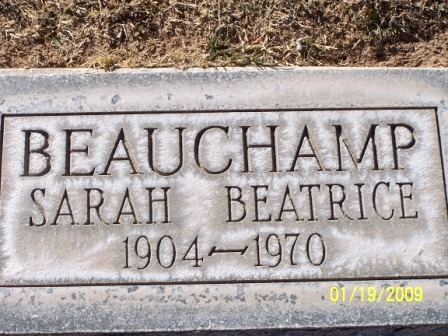 BEAUCHAMP
SARAH BEATRICE
1904–1970
01/19/2009